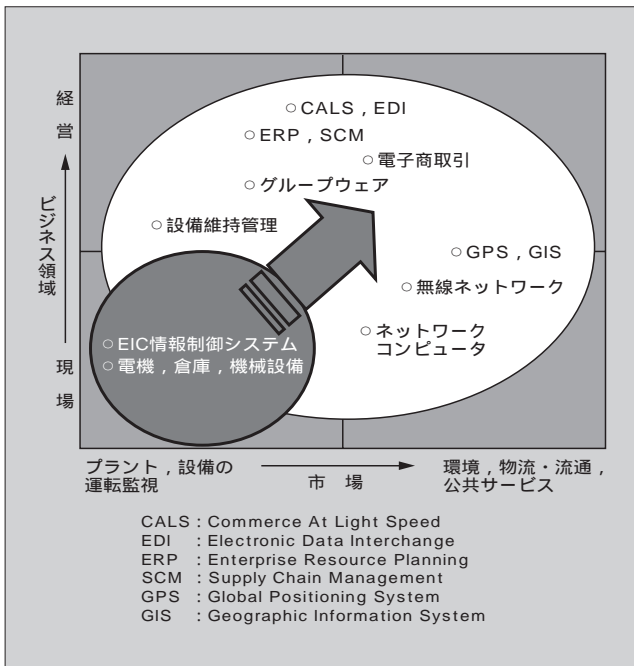 経営
ビジネス領域
現場
○ CALS , EDI
○ ERP , SCM
○ 電子商取引
○ グループウェア
○ 設備維持管理
○ GPS , GIS
○ 無線ネットワーク
○ ネットワーク
コンピュータ
○ EIC情報制御システム
○ 電機 , 倉庫 , 機械設備
プラント , 設備の
運転監視
市 場
環境 , 物流・流通 ,
公共サービス
CALS : Commerce At Light Speed
EDI : Electronic Data Interchange
ERP : Enterprise Resource Planning
SCM : Supply Chain Management
GPS : Global Positioning System
GIS : Geographic Information System